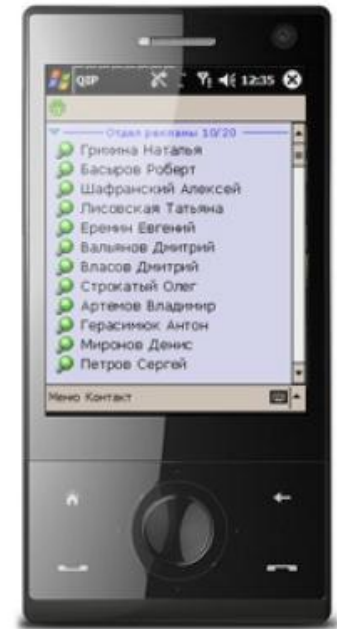 QIP 12:35
Отдел рекламы 10/20
Гринина Наталья
Басыров Роберт
Шафранский Алексей
Лисовская Татьяна
Еремин Евгений
Вальянов Дмитрий
Власов Дмитрий
Строкатый Олег
Артемов Владимир
Герасимюк Антон
Миронов Денис
Петров Сергей
Меню Контакт